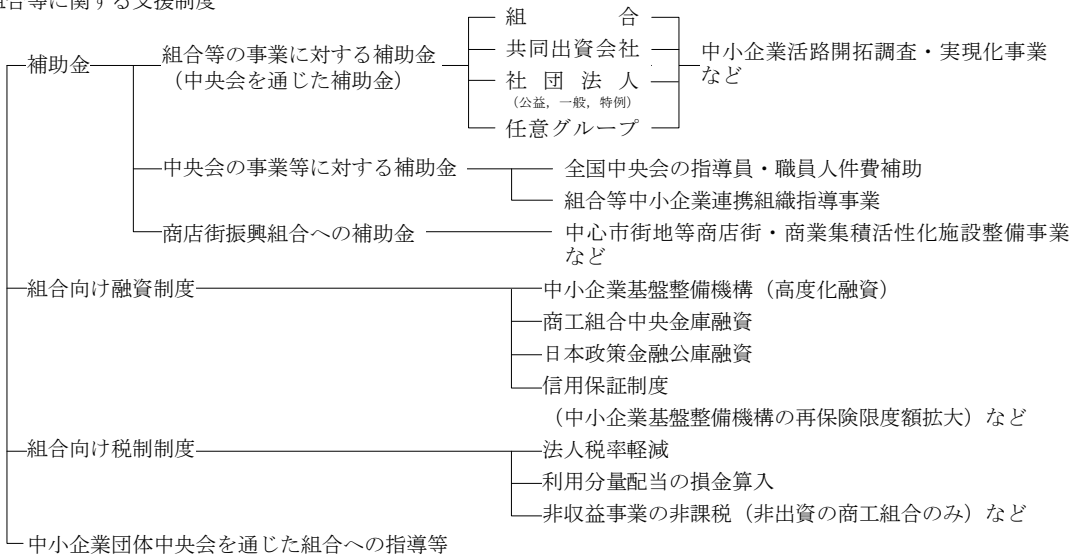 組合等に関する支援制度
補助金
組合等の事業に対する補助金
（中央会を通じた補助金）
組合
共同出資会社
社団法人
（公益，一般，特例）
任意グループ
中小企業活路開拓調査・実現化事業
など
中央会の事業等に対する補助金
全国中央会の指導員・職員人件費補助
組合等中小企業連携組織指導事業
商店街振興組合への補助金
中心市街地等商店街・商業集積活性化施設整備事業
など
組合向け融資制度
中小企業基盤整備機構（高度化融資）
商工組合中央金庫融資
日本政策金融公庫融資
信用保証制度
（中小企業基盤整備機構の再保険限度額拡大）など
組合向け税制制度
法人税率軽減
利用分量配当の損金算入
非収益事業の非課税（非出資の商工組合のみ）など
中小企業団体中央会を通じた組合への指導等